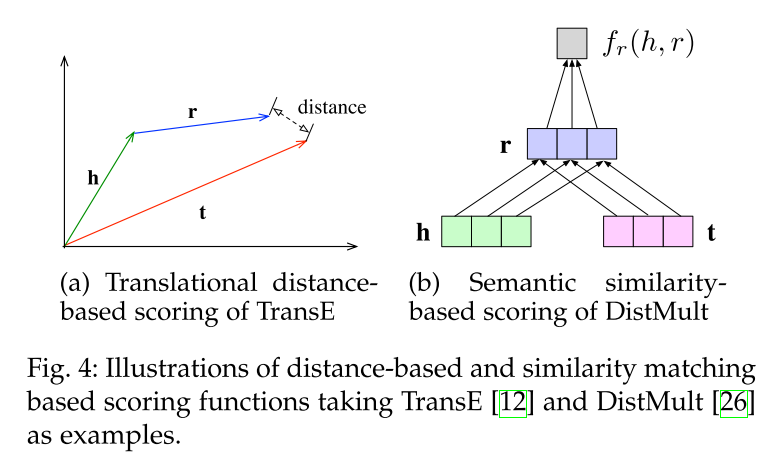 r
distance
h
t
(a) Translational distance-
based scoring of TransE
f_r(h, r)
r
h
t
(b) Semantic similarity-
based scoring of DistMult
Fig. 4: Illustrations of distance-based and similarity matching
based scoring functions taking TransE [12] and DistMult [26]
as examples.